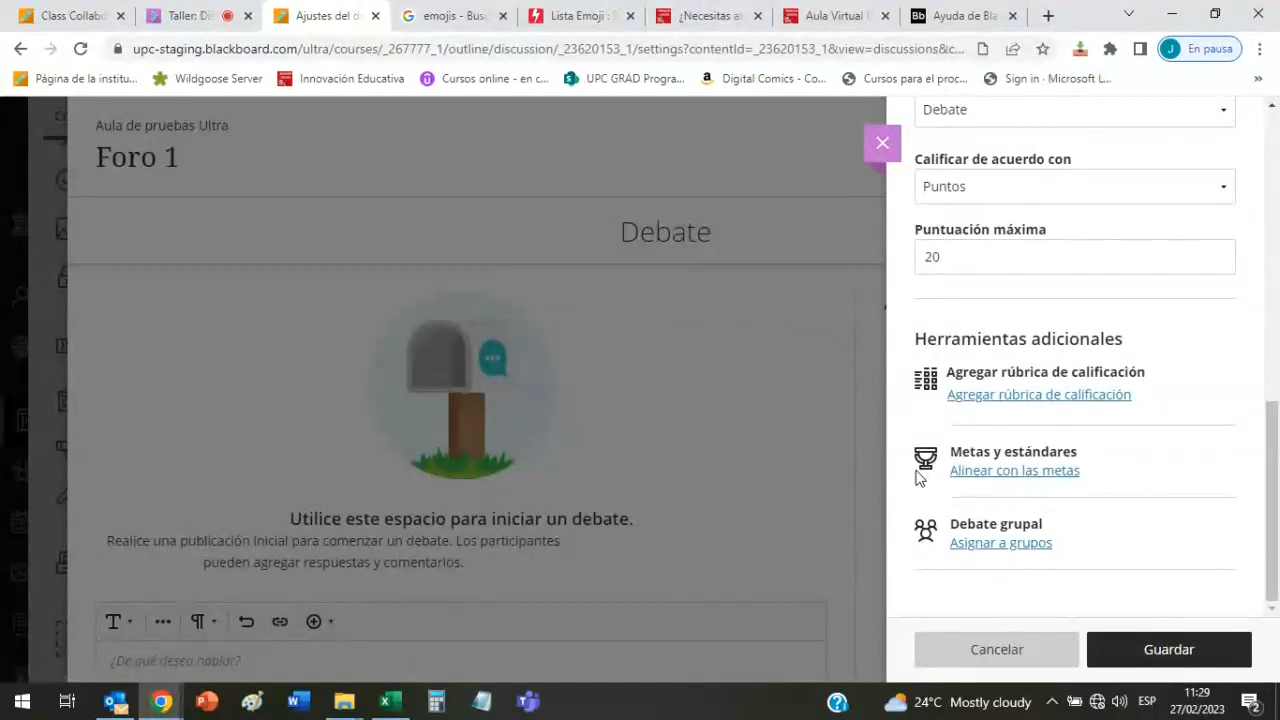 Class Collabo
Taller: D
Ajustes del d
emojis - Bu
Lista Emoji : S
¿Necesitas a
Aula Virtual
Ayuda de Bla
upc-staging.blackboard.com/ultra/courses/_267777_1/outline/discussion/_23620153_1/settings?contentId=_23620153_1&view=discussions&c...
J En pausa
Página de la institu...
Wildgoose Server
Innovación Educativa
Cursos online - en c...
UPC GRAD Progra...
Digital Comics - Co...
Cursos para el proc...
Sign in · Microsoft L...
»
Aula de pruebas Ultra
Foro 1
Debate
Utilice este espacio para iniciar un debate.
Realice una publicación inicial para comenzar un debate. Los participantes
pueden agregar respuestas y comentarios.
¿De qué desea hablar?
Debate
Calificar de acuerdo con
Puntos
Puntuación máxima
20
Herramientas adicionales
Agregar rúbrica de calificación
Agregar rúbrica de calificación
Metas y estándares
Alinear con las metas
Debate grupal
Asignar a grupos
Cancelar
Guardar
24°C Mostly cloudy
ESP
11:29
27/02/2023
2